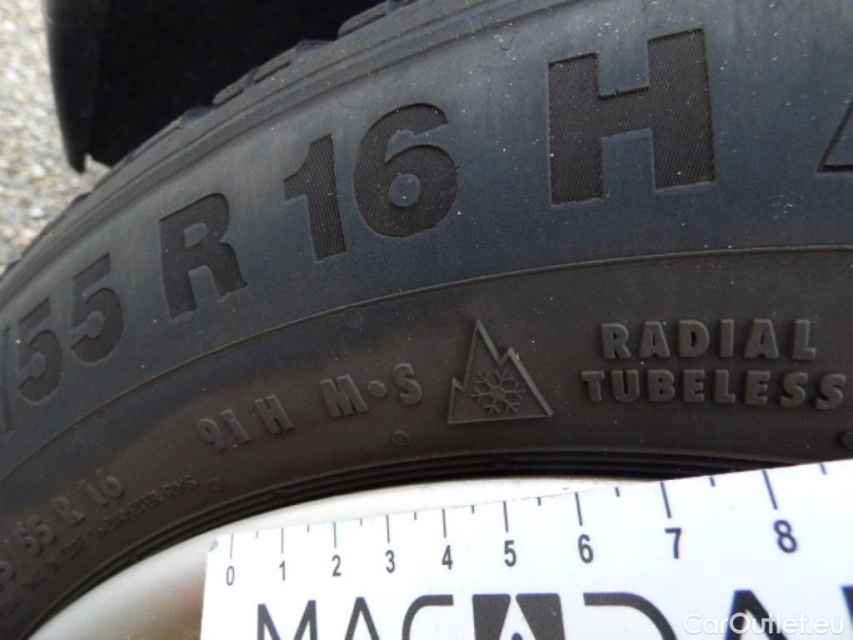 /55 R 16 H
91 H M•S
RADIAL
TUBELESS
/55 R 16
0 1 2 3 4 5 6 7 8
CarOutlet.eu